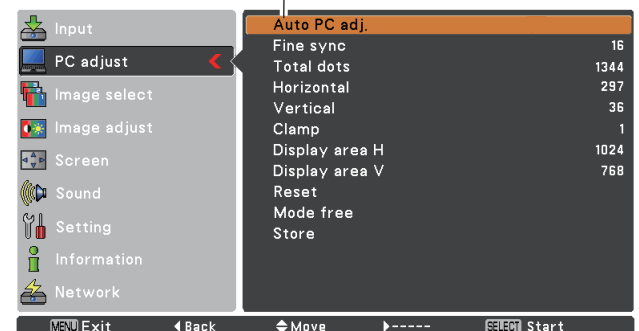 Input
PC adjust
Image select
Image adjust
Screen
Sound
Setting
Information
Network
Auto PC adj.
Fine sync 16
Total dots 1344
Horizontal 297
Vertical 36
Clamp 1
Display area H 1024
Display area V 768
Reset
Mode free
Store
MENU Exit ◀Back Move ▶----- SELECT Start